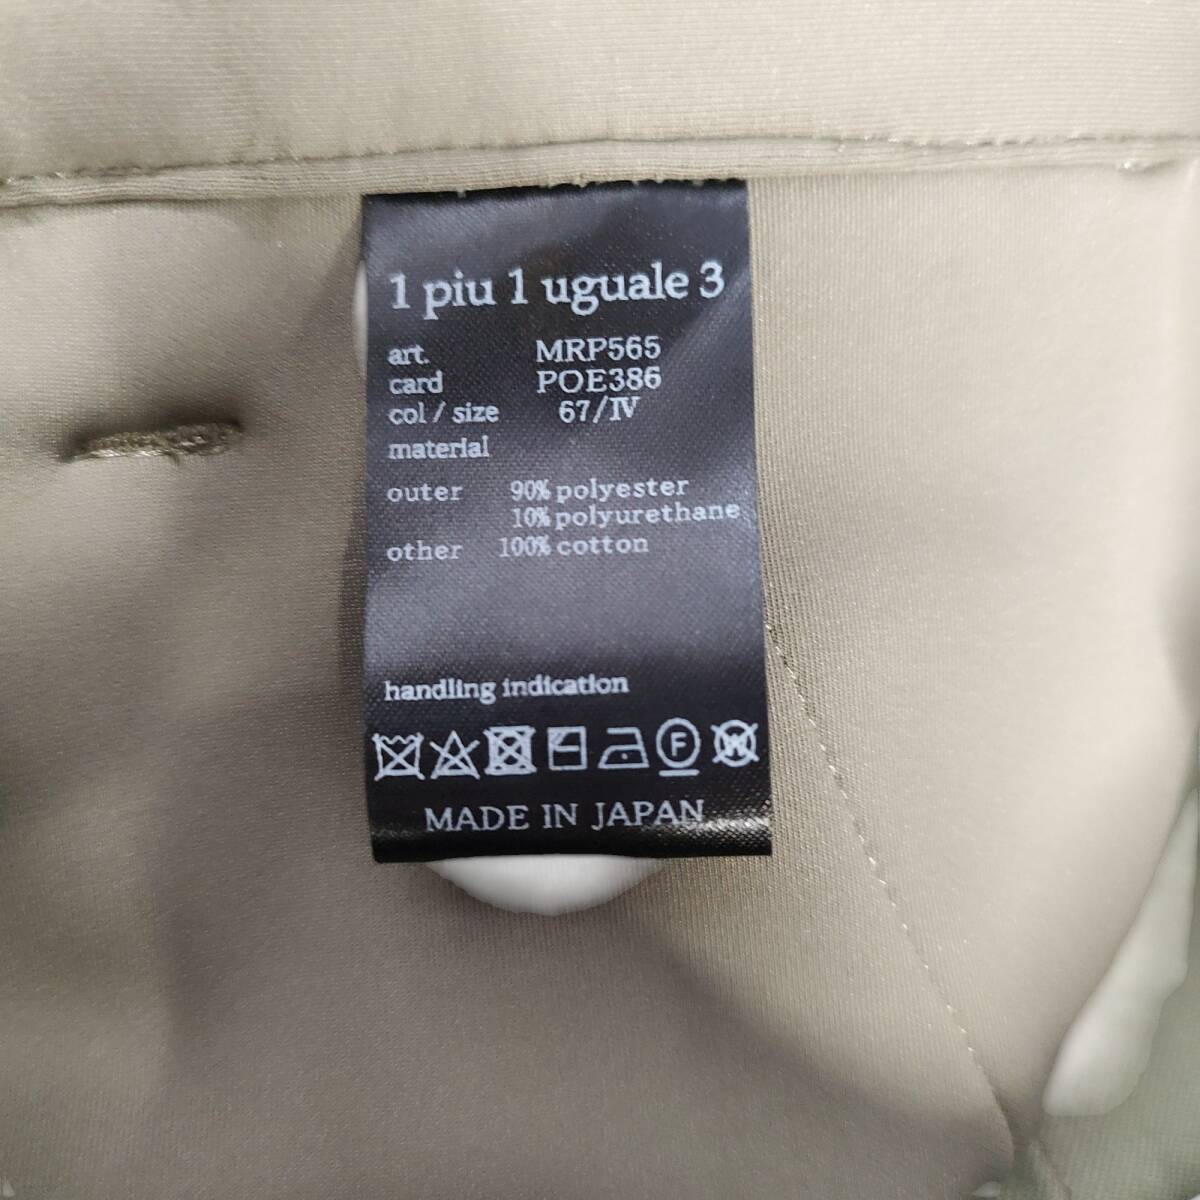 1 piu 1 uguale 3
art. MRP565
card POE386
col / size 67/IV
material
outer 90% polyester
10% polyurethane
other 100% cotton
handling indication
F W
MADE IN JAPAN